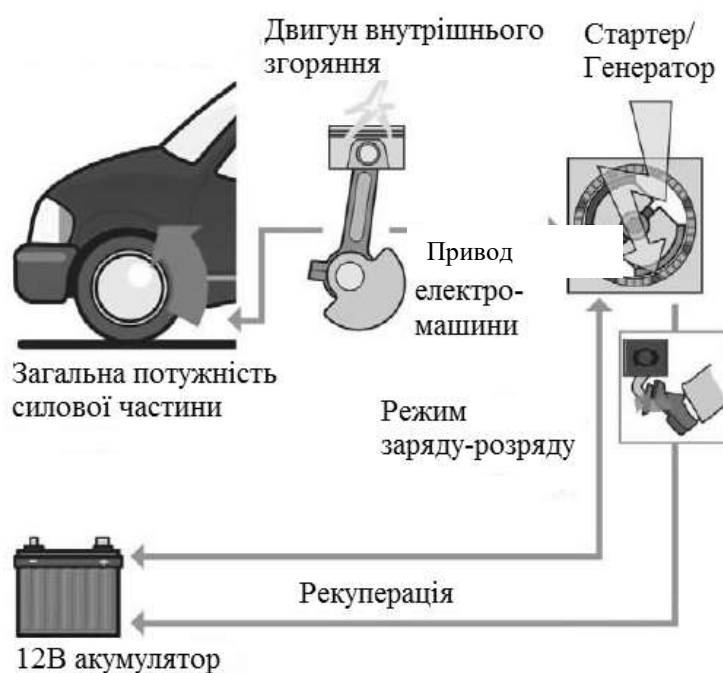 Двигун внутрішнього
згоряння
Стартер/
Генератор
Привод
електро-
машини
Загальна потужність
силової частини
Режим
заряду-розряду
Рекуперація
12В акумулятор